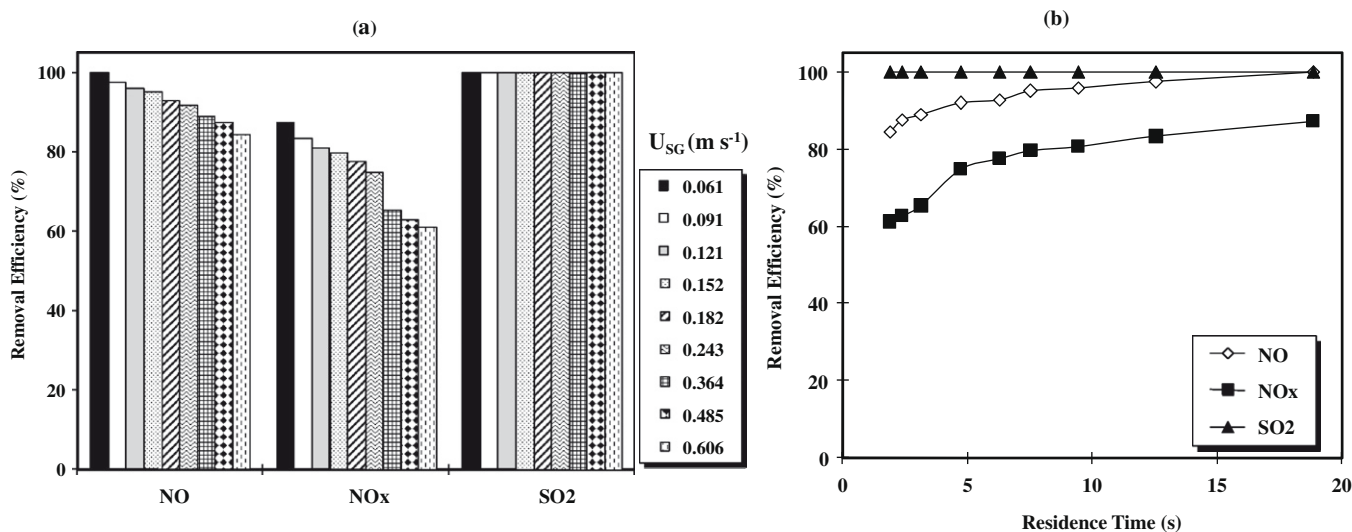 (a)
Removal Efficiency (%)
100
80
60
40
20
0
NO NOx SO2
U_SG (m s⁻¹)
0.061
0.091
0.121
0.152
0.182
0.243
0.364
0.485
0.606
(b)
Removal Efficiency (%)
100
80
60
40
20
0
NO
NOx
SO2
0 5 10 15 20
Residence Time (s)